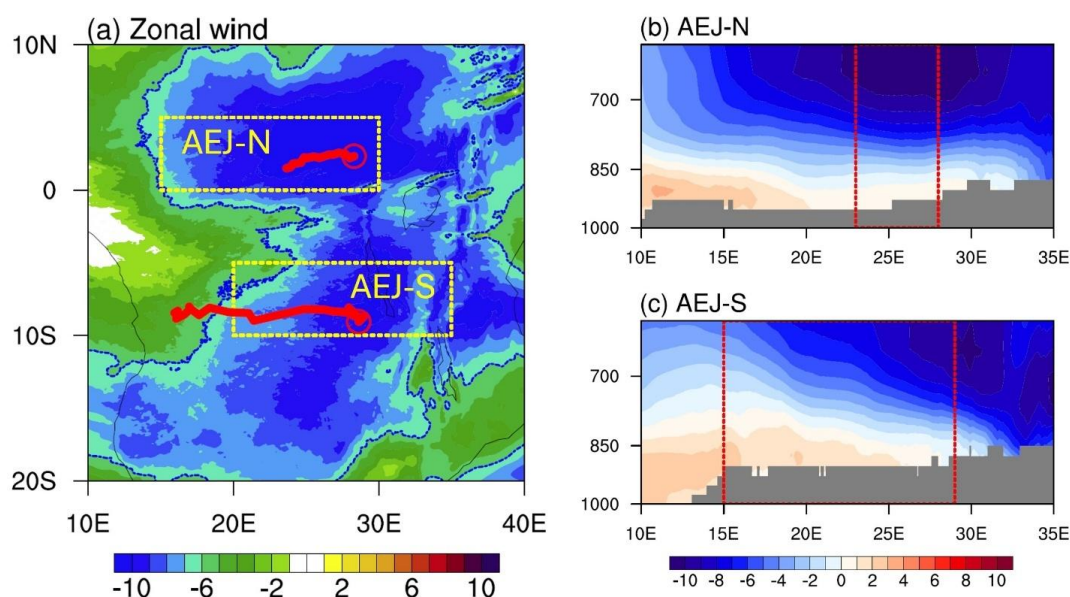 (a) Zonal wind
10N
0
10S
20S
AEJ-N
AEJ-S
10E 20E 30E 40E
-10 -6 -2 2 6 10
(b) AEJ-N
700
850
1000
10E 15E 20E 25E 30E 35E
(c) AEJ-S
700
850
1000
10E 15E 20E 25E 30E 35E
-10 -8 -6 -4 -2 0 2 4 6 8 10